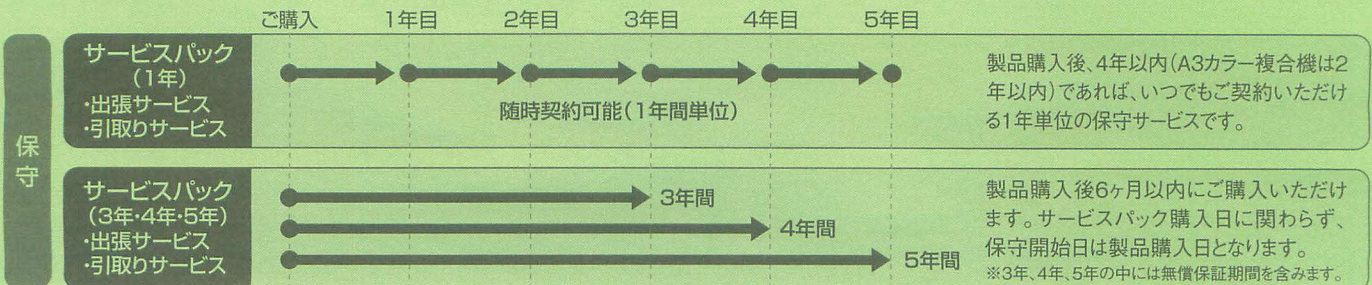 ご購入 1年目 2年目 3年目 4年目 5年目
保守
サービスパック
(1年)
・出張サービス
・引取りサービス
随時契約可能(1年間単位)
製品購入後、4年以内(A3カラー複合機は2
年以内)であれば、いつでもご契約いただけ
る1年単位の保守サービスです。
サービスパック
(3年・4年・5年)
・出張サービス
・引取りサービス
3年間
4年間
5年間
製品購入後6ヶ月以内にご購入いただけ
ます。サービスパック購入日に関わらず、
保守開始日は製品購入日となります。
※3年、4年、5年の中には無償保証期間を含みます。